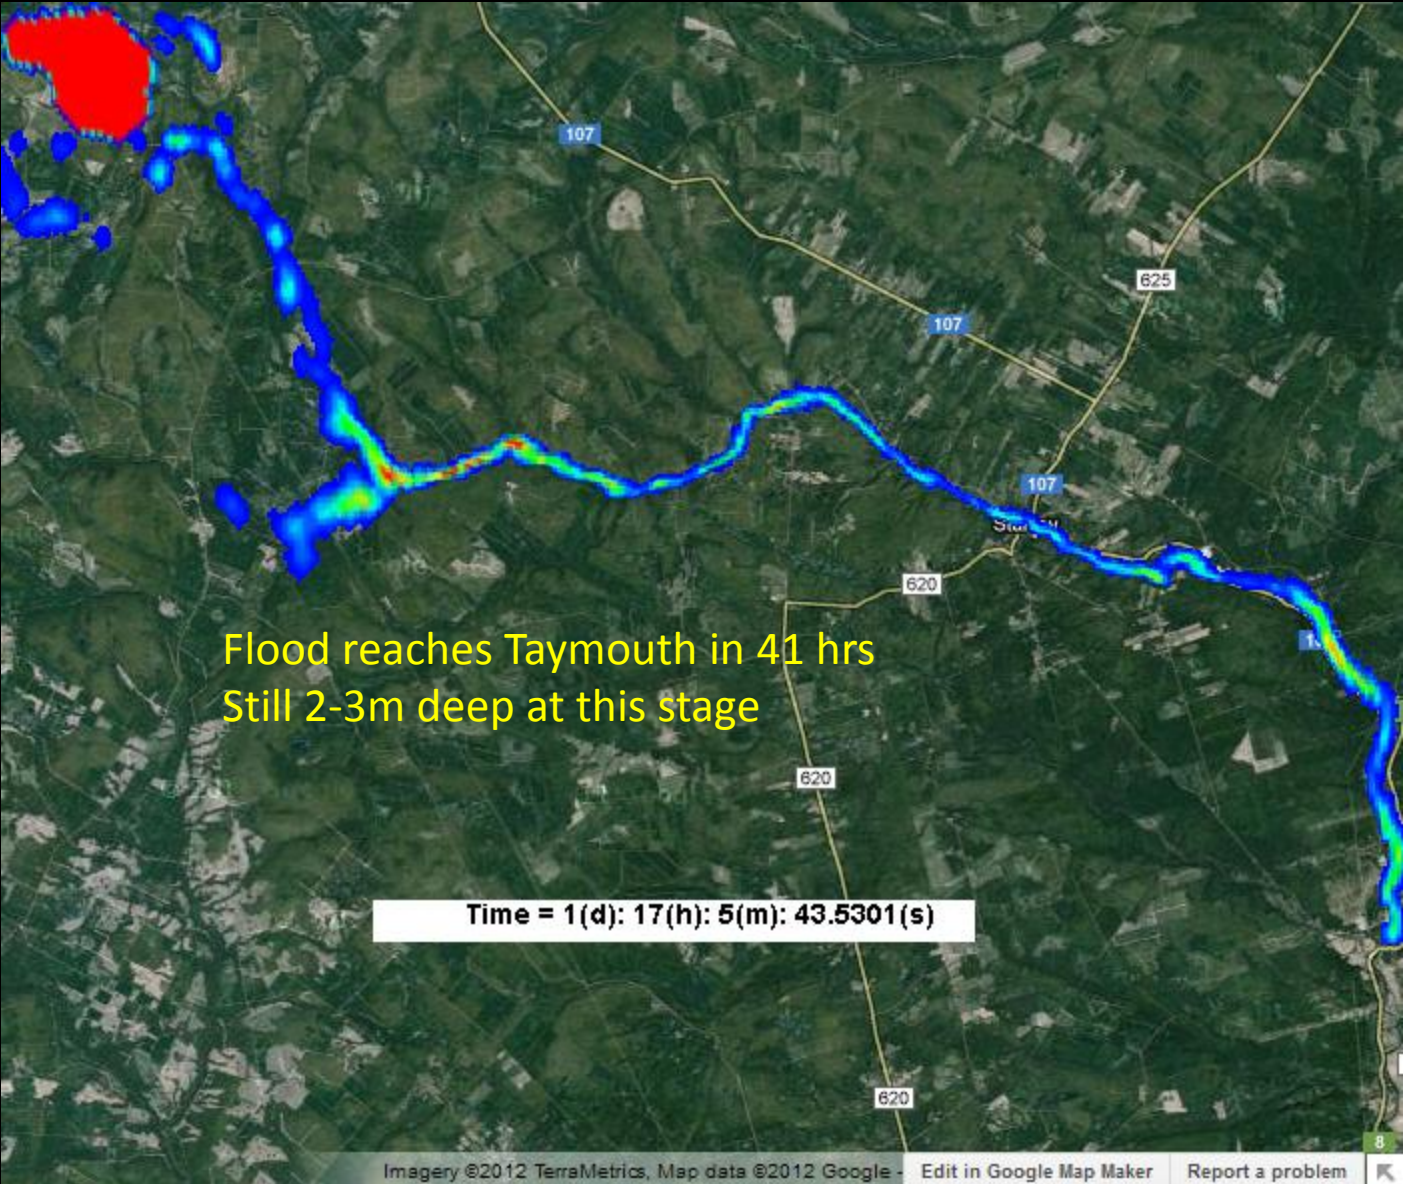 107
625
107
107
620
Flood reaches Taymouth in 41 hrs
Still 2-3m deep at this stage
620
Time = 1(d): 17(h): 5(m): 43.5301(s)
620
8
Imagery ©2012 TerraMetrics, Map data ©2012 Google - Edit in Google Map Maker Report a problem